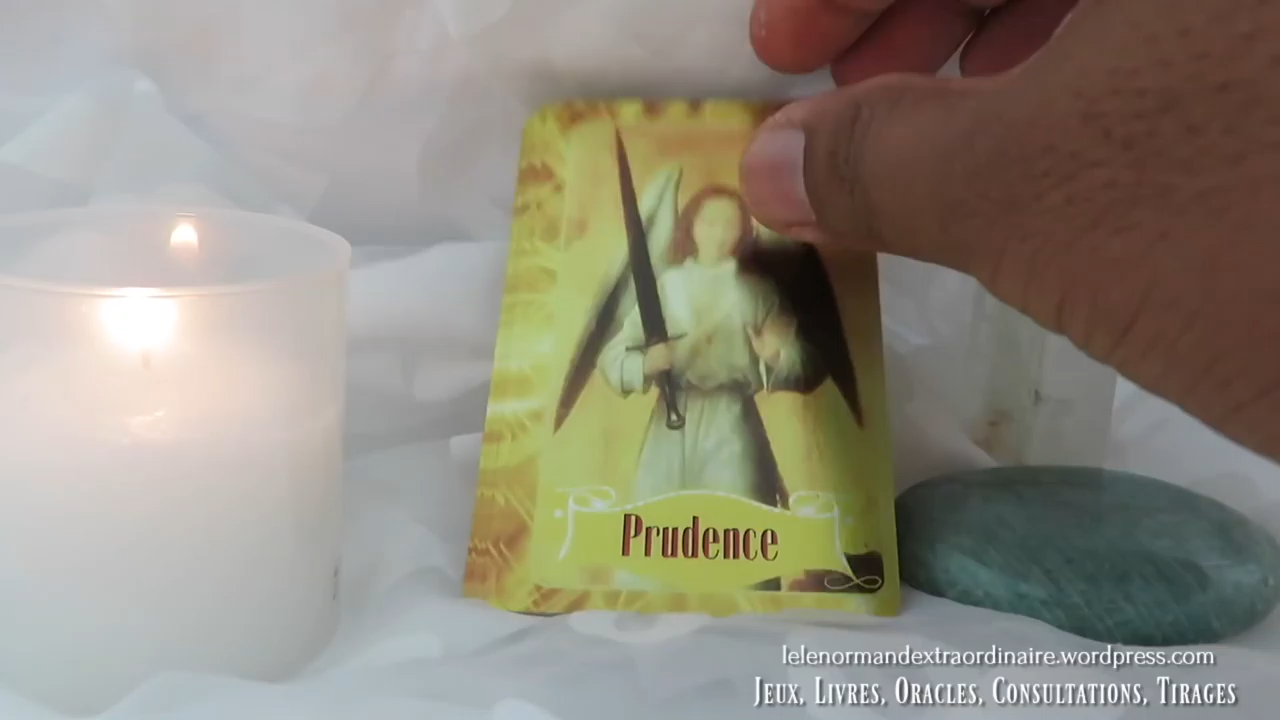 Prudence
lelenormandextraordinaire.wordpress.com
Jeux, Livres, Oracles, Consultations, Tirages